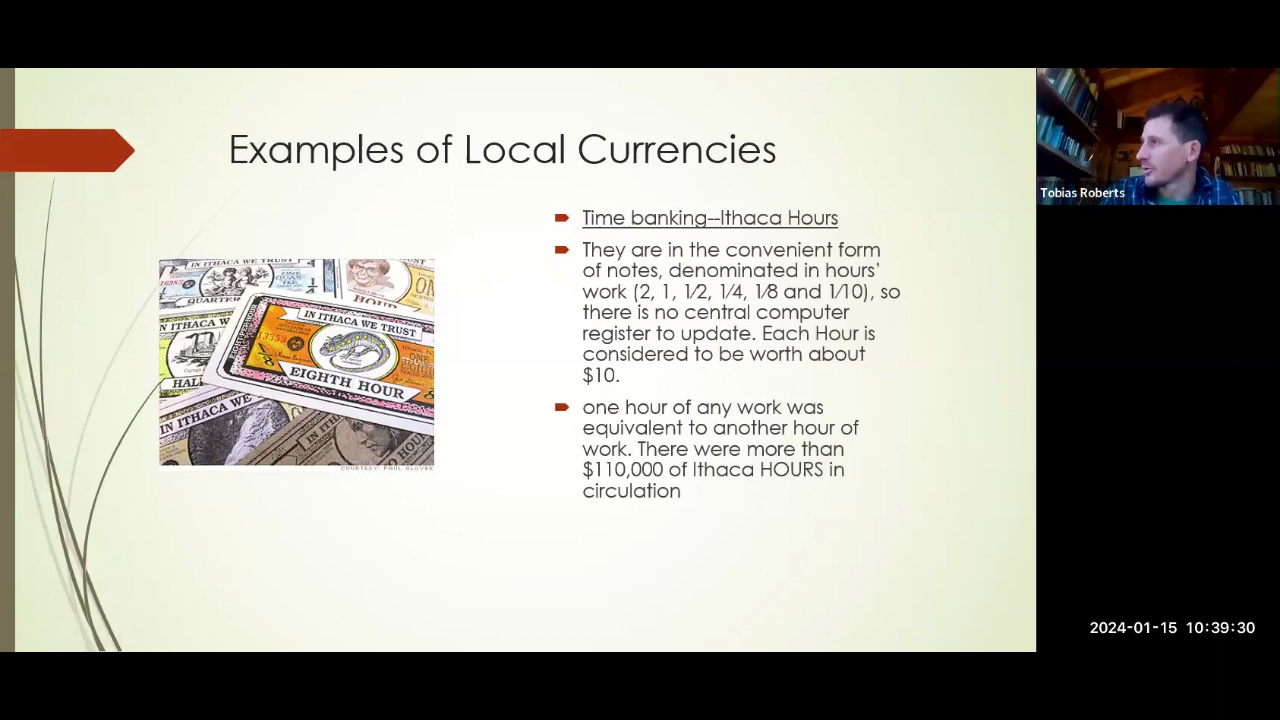 Examples of Local Currencies
Time banking--Ithaca Hours
They are in the convenient form
of notes, denominated in hours'
work (2, 1, 1⁄2, 1⁄4, 1⁄8 and 1⁄10), so
there is no central computer
register to update. Each Hour is
considered to be worth about
$10.
one hour of any work was
equivalent to another hour of
work. There were more than
$110,000 of Ithaca HOURS in
circulation
IN ITHACA WE TRUST
QUARTER
HOUR
IN ITHACA
IN ITHACA WE TRUST
EIGHTH HOUR
HAL
IN ITHACA WE
COURTESY: PAUL GLOVER
Tobias Roberts
2024-01-15 10:39:30